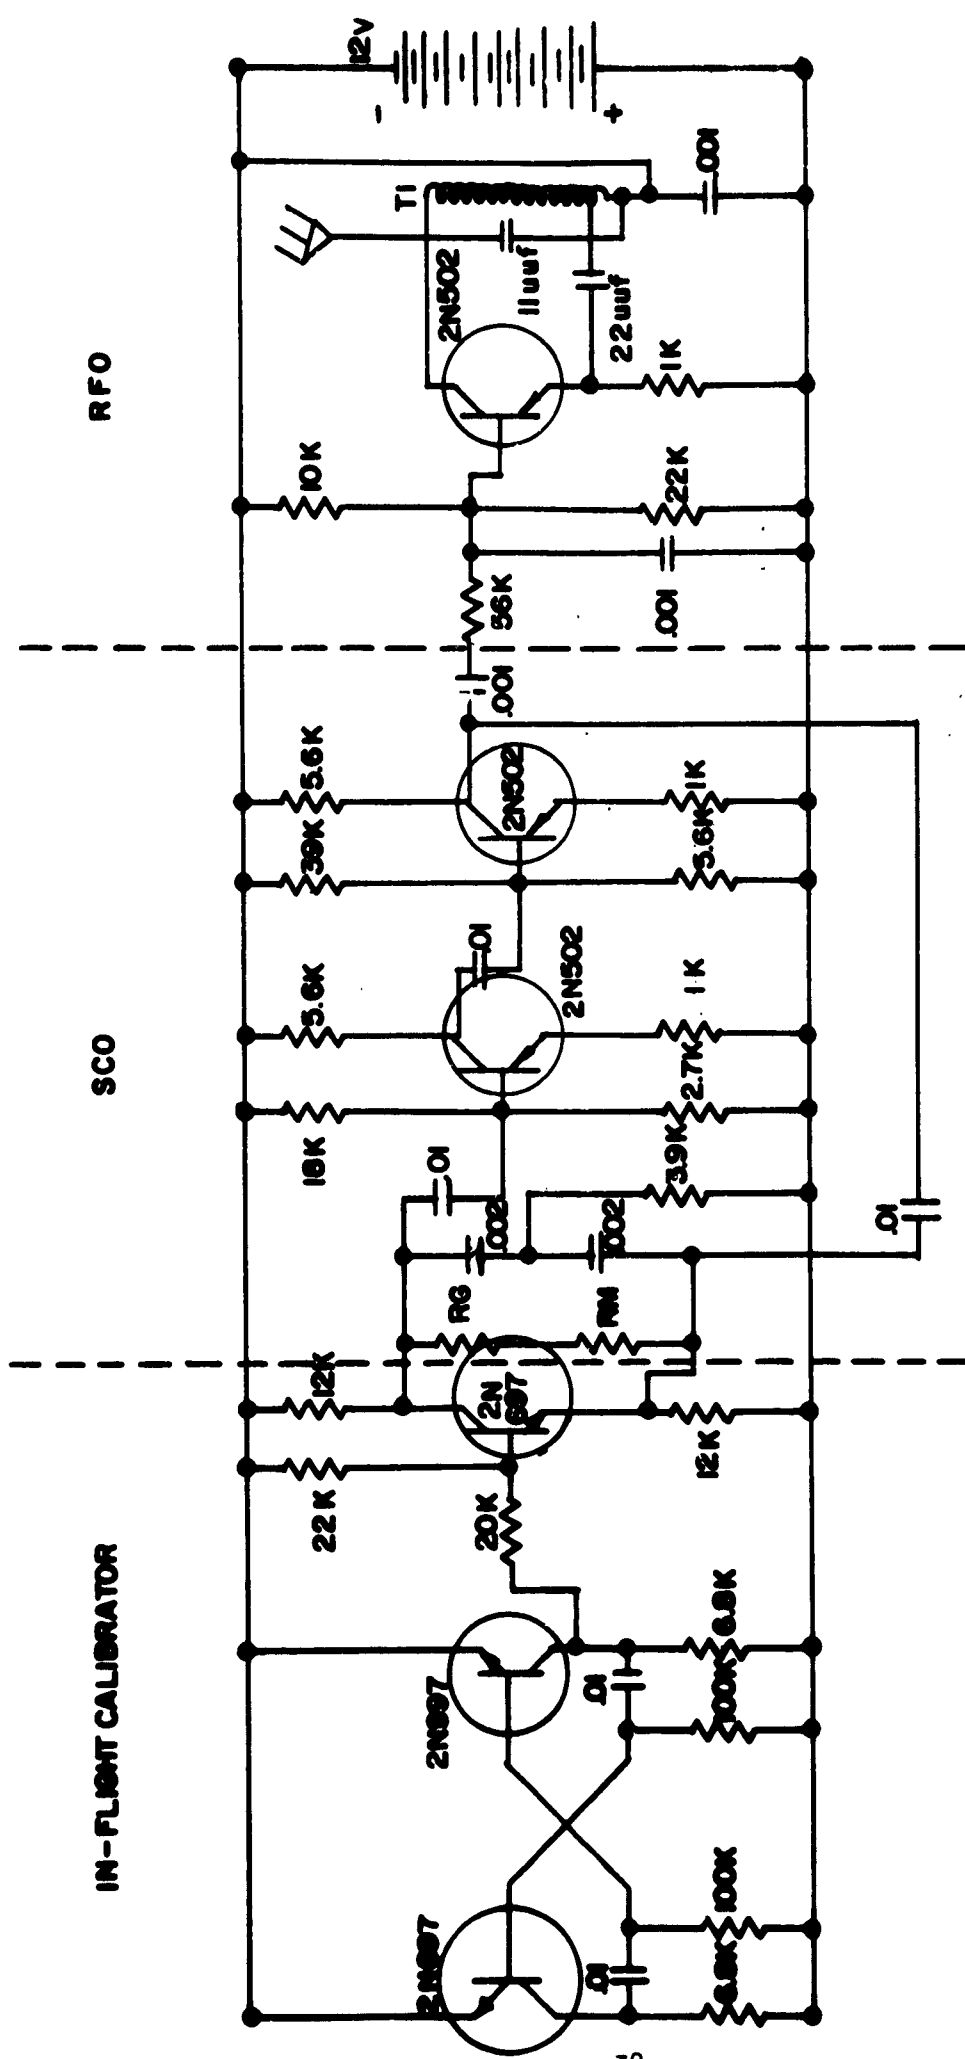 IN-FLIGHT CALIBRATOR
SCO
RFO
2N697
.01
6.8K
100K
2N697
.01
100K
6.8K
20K
22K
12K
2N
697
12K
RG
RM
.002
.002
.01
3.9K
.01
18K
2.7K
5.6K
2N502
1K
.01
39K
5.6K
5.6K
2N502
1K
.001
56K
.001
10K
22K
2N502
1K
22uuf
11uuf
T1
.001
12V
-
+